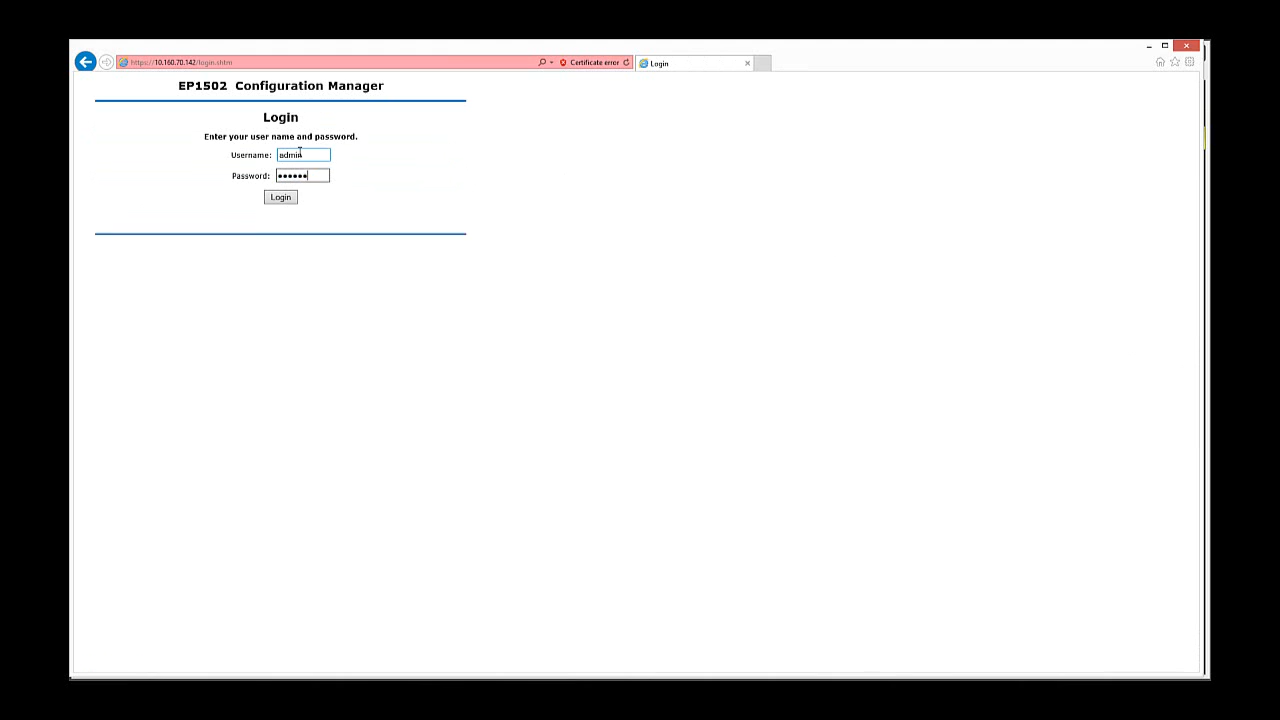 https://10.160.70.142/login.shtm
Certificate error
Login
EP1502 Configuration Manager
Login
Enter your user name and password.
Username: admin
Password: ••••••
Login